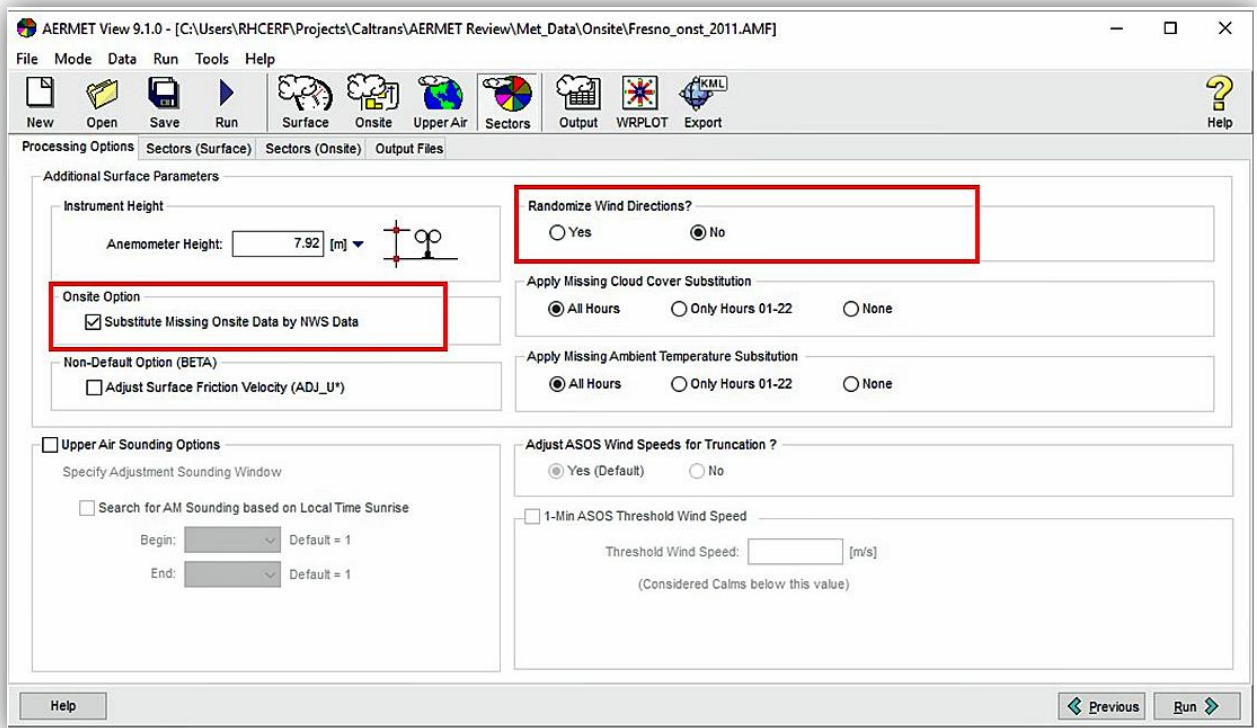 AERMET View 9.1.0 - [C:\Users\RHCERF\Projects\Caltrans\AERMET Review\Met_Data\Onsite\Fresno_onst_2011.AMF]
File Mode Data Run Tools Help
New Open Save Run Surface Onsite Upper Air Sectors Output WRPLOT KML Export Help
Processing Options Sectors (Surface) Sectors (Onsite) Output Files
Additional Surface Parameters
Instrument Height
Anemometer Height: 7.92 [m]
Onsite Option
Substitute Missing Onsite Data by NWS Data
Non-Default Option (BETA)
Adjust Surface Friction Velocity (ADJ_U*)
Randomize Wind Directions?
Yes No
Apply Missing Cloud Cover Substitution
All Hours Only Hours 01-22 None
Apply Missing Ambient Temperature Subsitution
All Hours Only Hours 01-22 None
Upper Air Sounding Options
Specify Adjustment Sounding Window
Search for AM Sounding based on Local Time Sunrise
Begin: Default = 1
End: Default = 1
Adjust ASOS Wind Speeds for Truncation ?
Yes (Default) No
1-Min ASOS Threshold Wind Speed
Threshold Wind Speed: [m/s]
(Considered Calms below this value)
Help Previous Run